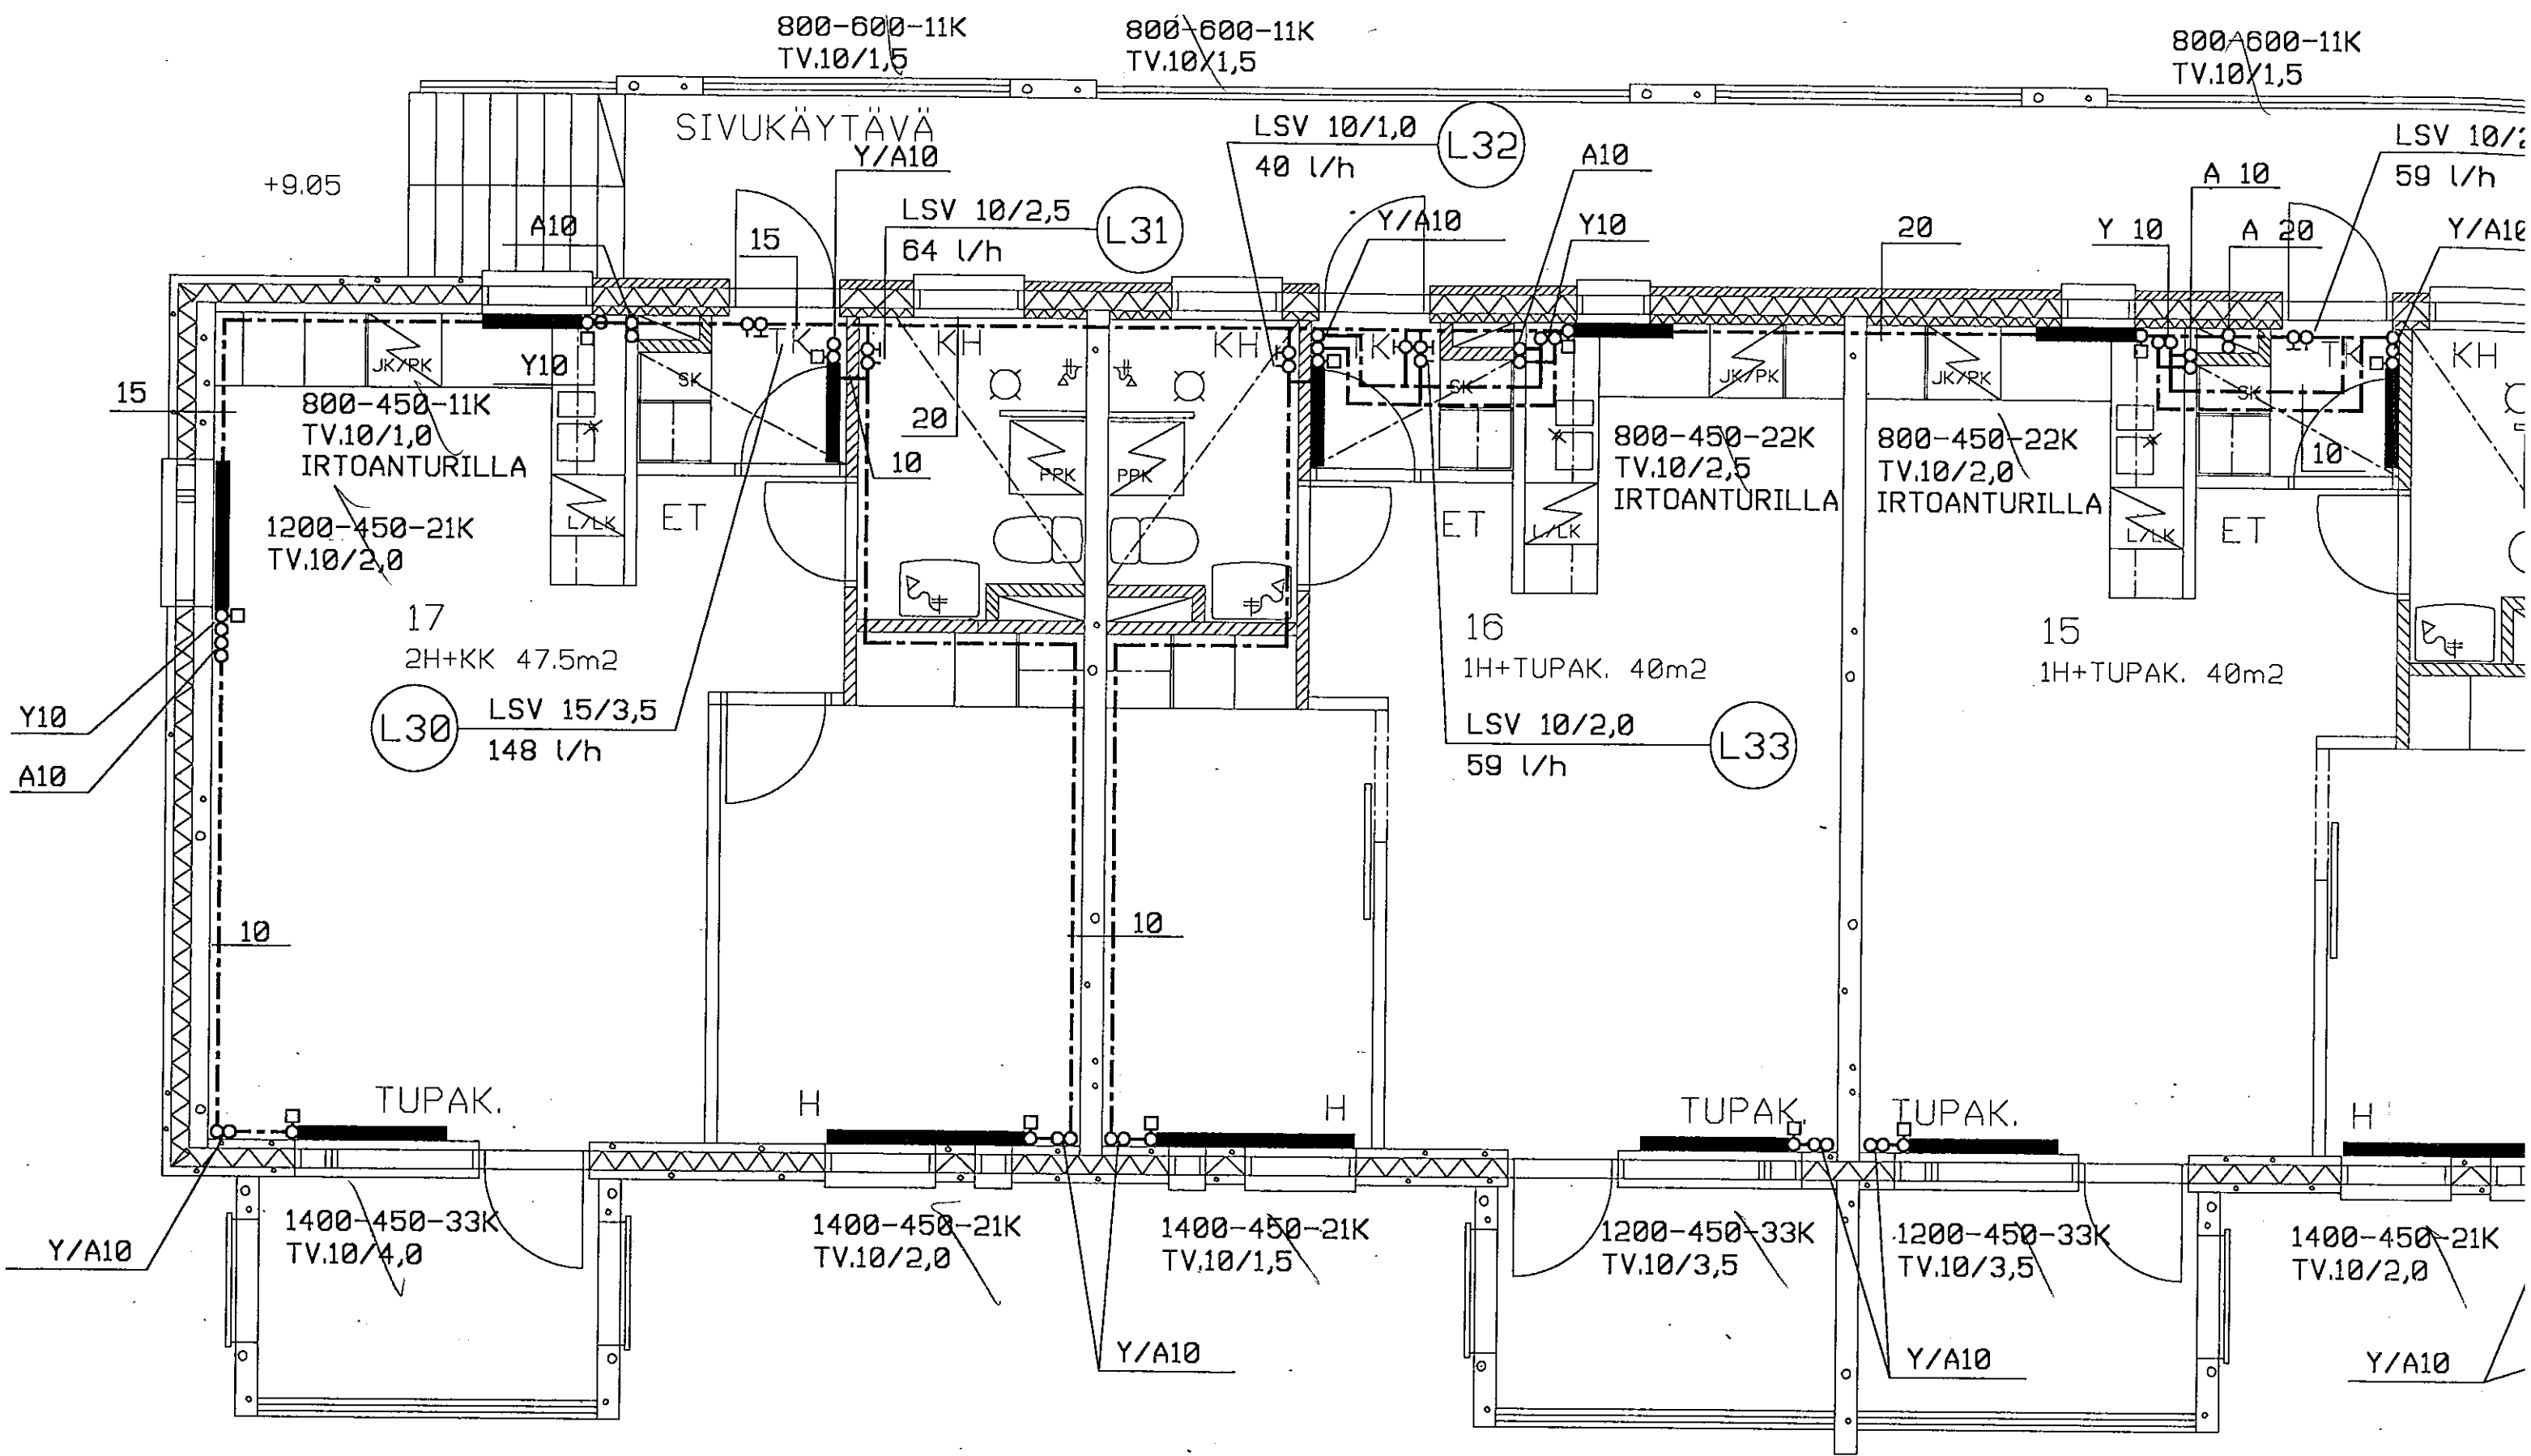 800-600-11K
TV.10/1,5
800-600-11K
TV.10/1,5
800-600-11K
TV.10/1,5
SIVUKÄYTÄVÄ
+9.05
Y/A10
LSV 10/1,0
40 l/h
L32
A10
LSV 10/2
59 l/h
A 10
A10
15
LSV 10/2,5
64 l/h
L31
Y/A10
Y10
20
Y 10
A 20
Y/A10
TK
KH
KH
TK
KH
JK/PK
Y10
SK
SK
JK/PK
JK/PK
SK
15
800-450-11K
TV.10/1,0
IRTOANTURILLA
20
10
PPK
PPK
800-450-22K
TV.10/2,5
IRTOANTURILLA
800-450-22K
TV.10/2,0
IRTOANTURILLA
10
1200-450-21K
TV.10/2,0
L/LK
ET
ET
L/LK
L/LK
ET
17
2H+KK 47.5m2
16
1H+TUPAK. 40m2
15
1H+TUPAK. 40m2
Y10
A10
L30
LSV 15/3,5
148 l/h
LSV 10/2,0
59 l/h
L33
10
10
TUPAK.
H
H
TUPAK.
TUPAK.
H
Y/A10
1400-450-33K
TV.10/4,0
1400-450-21K
TV.10/2,0
1400-450-21K
TV.10/1,5
1200-450-33K
TV.10/3,5
1200-450-33K
TV.10/3,5
1400-450-21K
TV.10/2,0
Y/A10
Y/A10
Y/A10